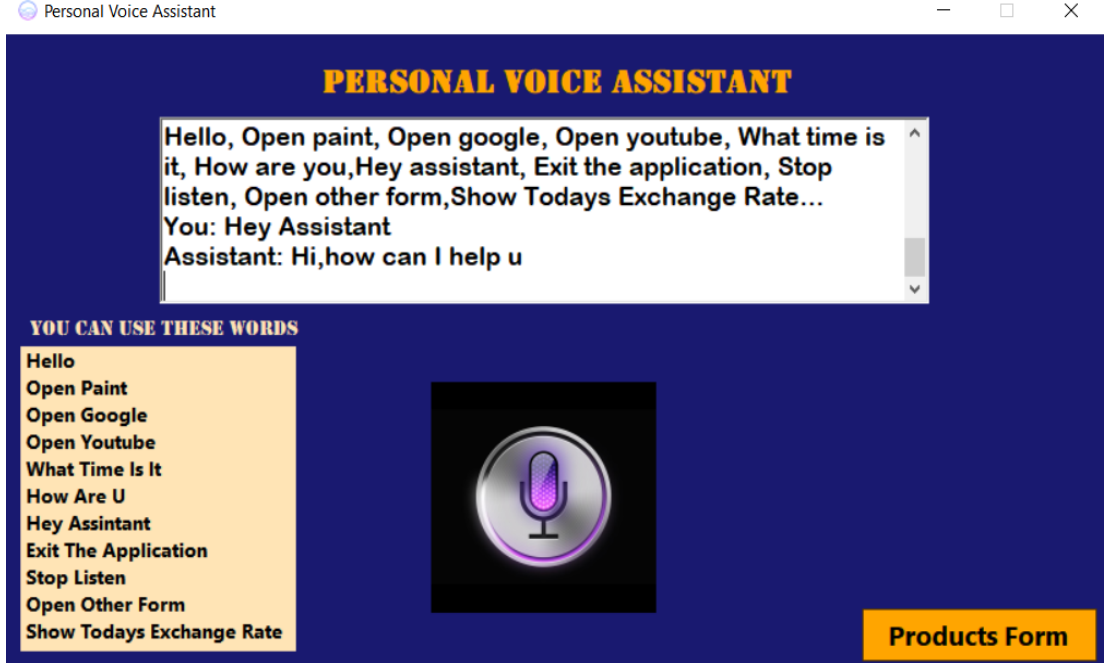 Personal Voice Assistant
PERSONAL VOICE ASSISTANT
Hello, Open paint, Open google, Open youtube, What time is
it, How are you,Hey assistant, Exit the application, Stop
listen, Open other form,Show Todays Exchange Rate...
You: Hey Assistant
Assistant: Hi,how can I help u
YOU CAN USE THESE WORDS
Hello
Open Paint
Open Google
Open Youtube
What Time Is It
How Are U
Hey Assintant
Exit The Application
Stop Listen
Open Other Form
Show Todays Exchange Rate
Products Form